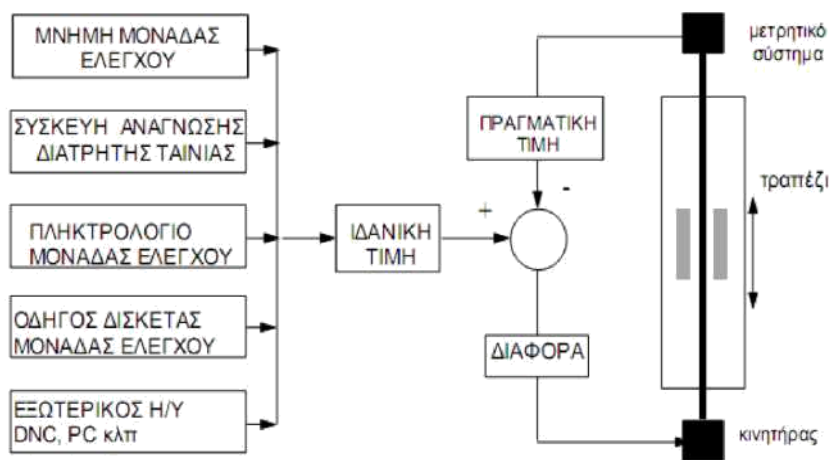 ΜΝΗΜΗ ΜΟΝΑΔΑΣ
ΕΛΕΓΧΟΥ
ΣΥΣΚΕΥΗ ΑΝΑΓΝΩΣΗΣ
ΔΙΑΤΡΗΤΗΣ ΤΑΙΝΙΑΣ
ΠΛΗΚΤΡΟΛΟΓΙΟ
ΜΟΝΑΔΑΣ ΕΛΕΓΧΟΥ
ΟΔΗΓΟΣ ΔΙΣΚΕΤΑΣ
ΜΟΝΑΔΑΣ ΕΛΕΓΧΟΥ
ΕΞΩΤΕΡΙΚΟΣ Η/Υ
DNC, PC κλπ
ΙΔΑΝΙΚΗ
ΤΙΜΗ
+
-
ΠΡΑΓΜΑΤΙΚΗ
ΤΙΜΗ
ΔΙΑΦΟΡΑ
μετρητικό
σύστημα
τραπέζι
κινητήρας